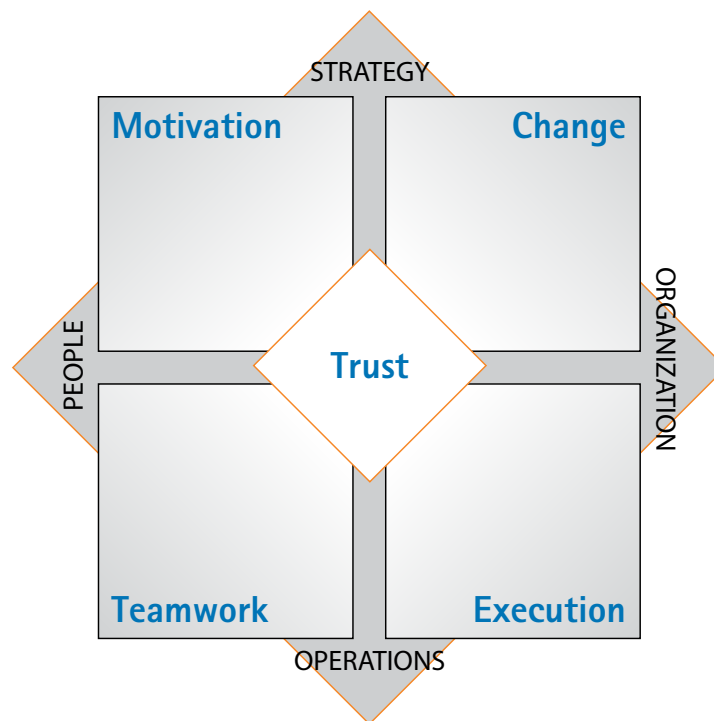 STRATEGY
Motivation
Change
PEOPLE
Trust
ORGANIZATION
Teamwork
Execution
OPERATIONS